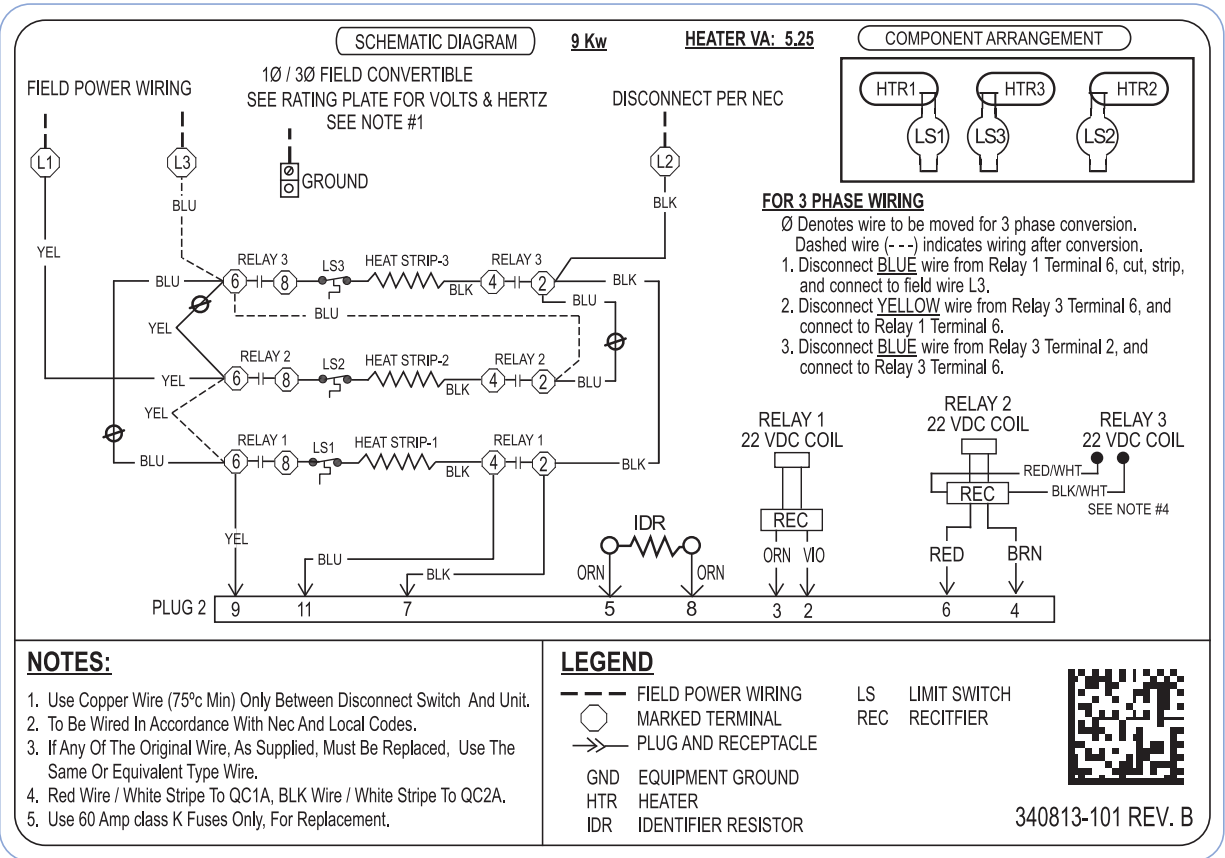 SCHEMATIC DIAGRAM
9 Kw
HEATER VA: 5.25
COMPONENT ARRANGEMENT
FIELD POWER WIRING
1Ø / 3Ø FIELD CONVERTIBLE
SEE RATING PLATE FOR VOLTS & HERTZ
SEE NOTE #1
DISCONNECT PER NEC
HTR1
HTR3
HTR2
LS1
LS3
LS2
L1
L3
GROUND
L2
BLU
BLK
YEL
FOR 3 PHASE WIRING
Ø Denotes wire to be moved for 3 phase conversion.
Dashed wire (- - -) indicates wiring after conversion.
1. Disconnect BLUE wire from Relay 1 Terminal 6, cut, strip,
and connect to field wire L3.
2. Disconnect YELLOW wire from Relay 3 Terminal 6, and
connect to Relay 1 Terminal 6.
3. Disconnect BLUE wire from Relay 3 Terminal 2, and
connect to Relay 3 Terminal 6.
RELAY 3
LS3
HEAT STRIP-3
RELAY 3
BLU
6
8
BLK
4
2
BLK
BLU
BLU
YEL
RELAY 2
LS2
HEAT STRIP-2
RELAY 2
YEL
6
8
BLK
4
2
BLU
YEL
RELAY 1
LS1
HEAT STRIP-1
RELAY 1
BLU
6
8
BLK
4
2
BLK
RELAY 1
22 VDC COIL
REC
ORN
VIO
RELAY 2
22 VDC COIL
REC
RED
BRN
RELAY 3
22 VDC COIL
RED/WHT
BLK/WHT
SEE NOTE #4
YEL
BLU
BLK
IDR
ORN
ORN
PLUG 2
9
11
7
5
8
3
2
6
4
NOTES:
1. Use Copper Wire (75ºc Min) Only Between Disconnect Switch And Unit.
2. To Be Wired In Accordance With Nec And Local Codes.
3. If Any Of The Original Wire, As Supplied, Must Be Replaced, Use The
Same Or Equivalent Type Wire.
4. Red Wire / White Stripe To QC1A, BLK Wire / White Stripe To QC2A.
5. Use 60 Amp class K Fuses Only, For Replacement.
LEGEND
FIELD POWER WIRING
MARKED TERMINAL
PLUG AND RECEPTACLE
GND EQUIPMENT GROUND
HTR HEATER
IDR IDENTIFIER RESISTOR
LS LIMIT SWITCH
REC RECITFIER
340813-101 REV. B